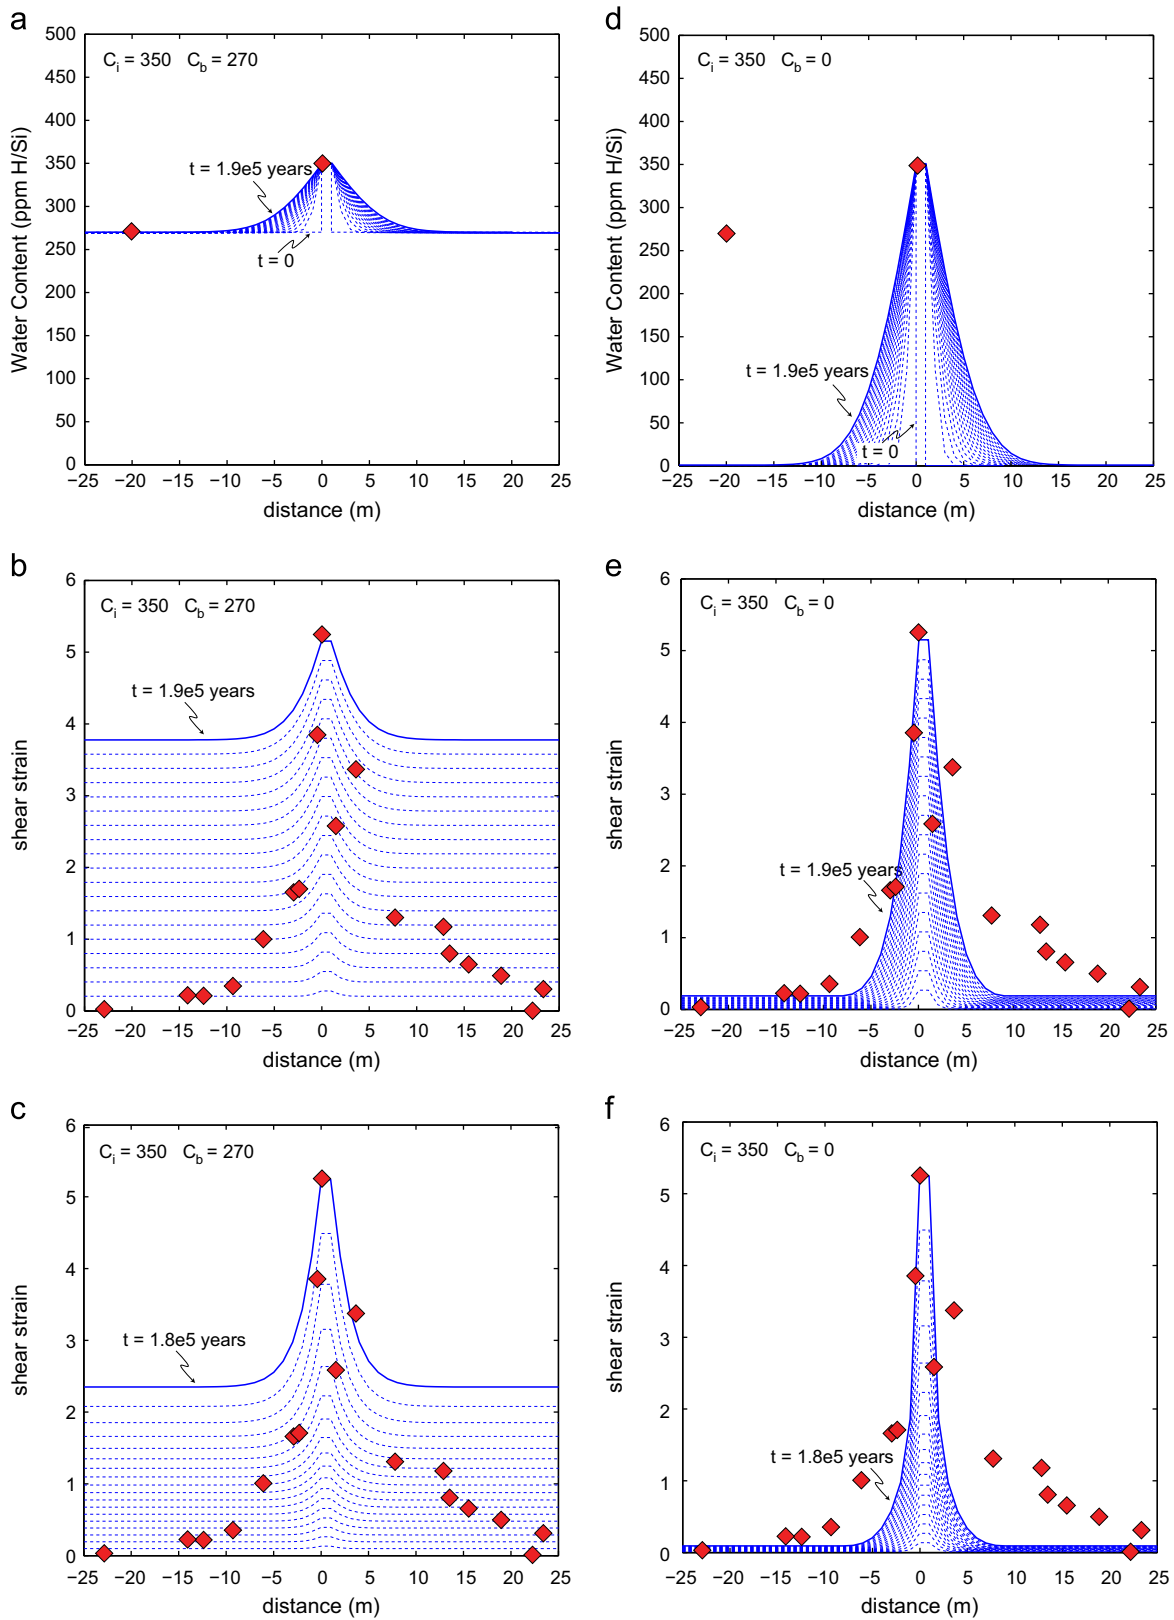 a
500
450
400
350
300
250
200
150
100
50
0
Water Content (ppm H/Si)
C_i = 350 C_b = 270
t = 1.9e5 years
t = 0
−25 −20 −15 −10 −5 0 5 10 15 20 25
distance (m)
d
500
450
400
350
300
250
200
150
100
50
0
Water Content (ppm H/Si)
C_i = 350 C_b = 0
t = 1.9e5 years
t = 0
−25 −20 −15 −10 −5 0 5 10 15 20 25
distance (m)
b
6
5
4
3
2
1
0
shear strain
C_i = 350 C_b = 270
t = 1.9e5 years
−25 −20 −15 −10 −5 0 5 10 15 20 25
distance (m)
e
6
5
4
3
2
1
0
shear strain
C_i = 350 C_b = 0
t = 1.9e5 years
−25 −20 −15 −10 −5 0 5 10 15 20 25
distance (m)
c
6
5
4
3
2
1
0
shear strain
C_i = 350 C_b = 270
t = 1.8e5 years
−25 −20 −15 −10 −5 0 5 10 15 20 25
distance (m)
f
6
5
4
3
2
1
0
shear strain
C_i = 350 C_b = 0
t = 1.8e5 years
−25 −20 −15 −10 −5 0 5 10 15 20 25
distance (m)